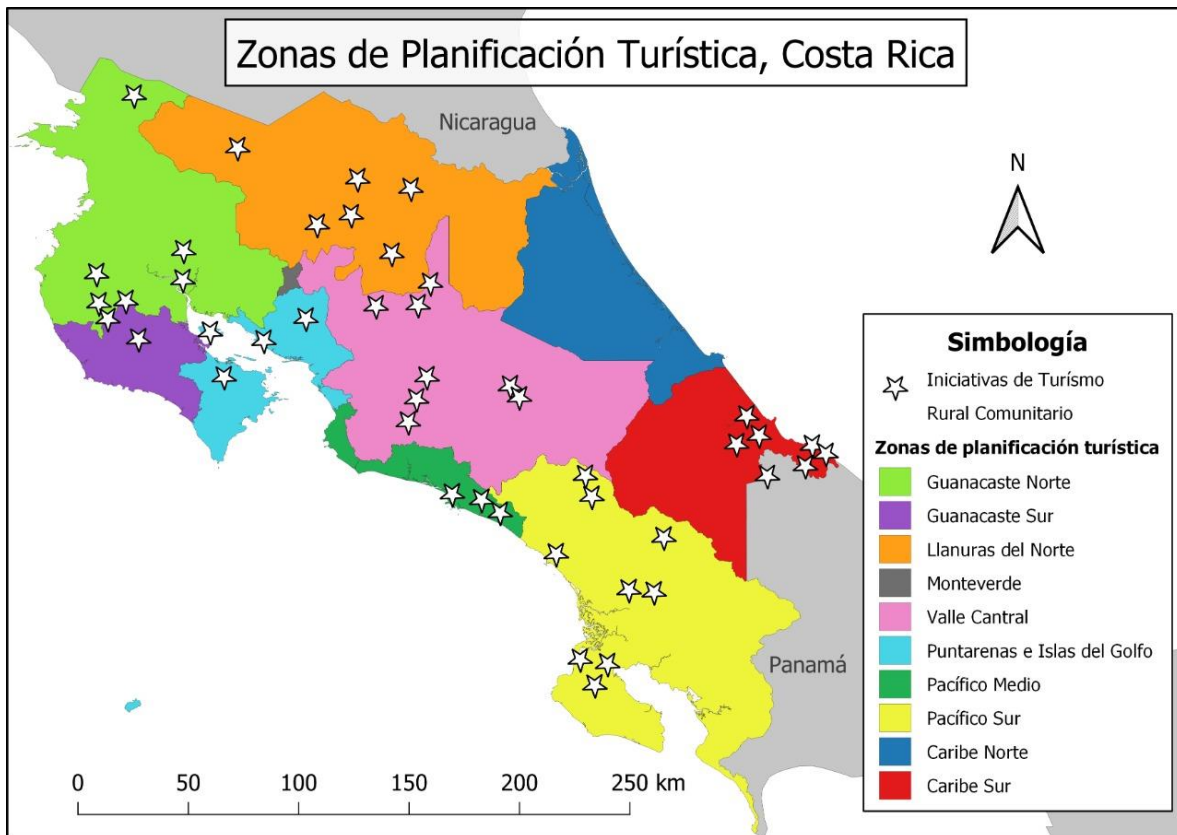 Zonas de Planificación Turística, Costa Rica
Nicaragua
N
Simbología
Iniciativas de Turísmo
Rural Comunitario
Zonas de planificación turística
Guanacaste Norte
Guanacaste Sur
Llanuras del Norte
Monteverde
Valle Cantral
Puntarenas e Islas del Golfo
Pacífico Medio
Pacífico Sur
Caribe Norte
Caribe Sur
Panamá
0 50 100 150 200 250 km